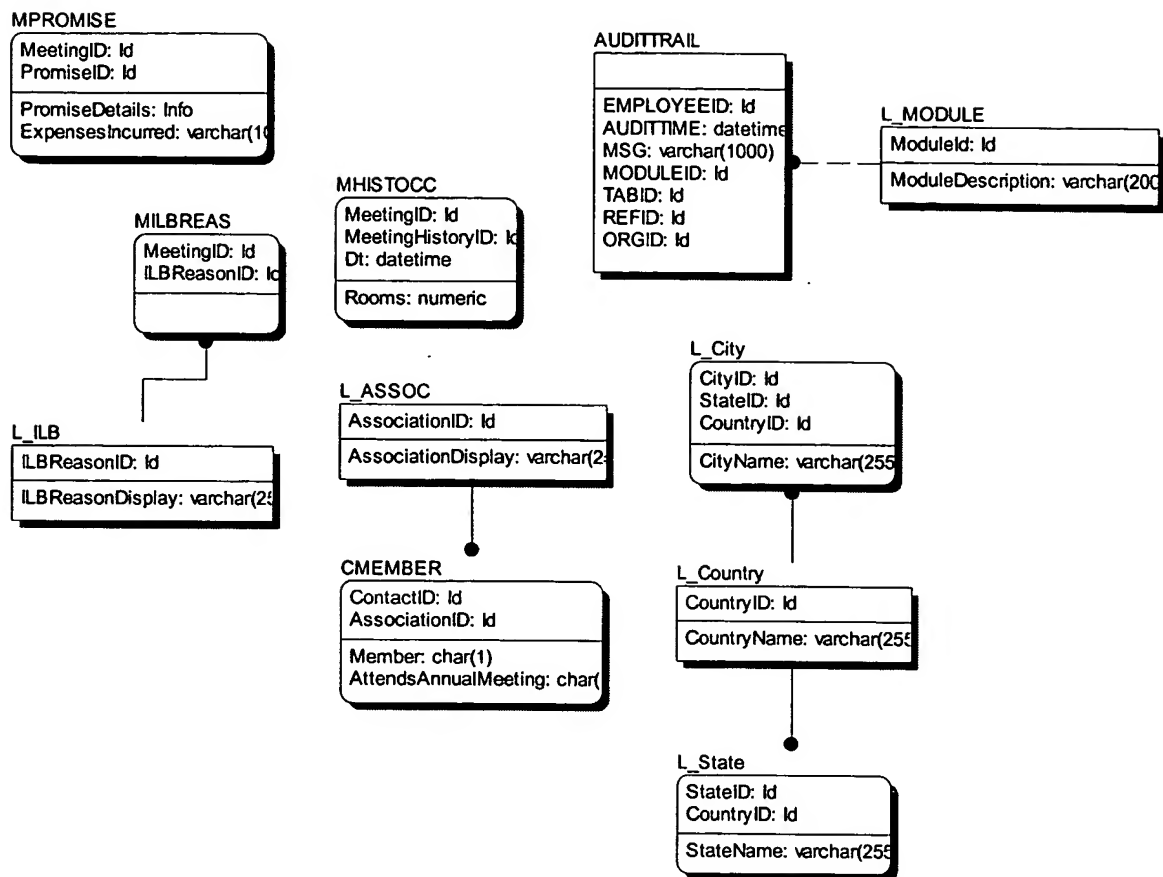 MPROMISE
MeetingID: Id
PromiseID: Id
PromiseDetails: Info
ExpensesIncurred: varchar(10
AUDITTRAIL
EMPLOYEEID: Id
AUDITTIME: datetime
MSG: varchar(1000)
MODULEID: Id
TABID: Id
REFID: Id
ORGID: Id
L_MODULE
ModuleId: Id
ModuleDescription: varchar(200
MHISTOCC
MeetingID: Id
MeetingHistoryID: Id
Dt: datetime
Rooms: numeric
MILBREAS
MeetingID: Id
ILBReasonID: Id
L_ILB
ILBReasonID: Id
ILBReasonDisplay: varchar(25
L_ASSOC
AssociationID: Id
AssociationDisplay: varchar(2
CMEMBER
ContactID: Id
AssociationID: Id
Member: char(1)
AttendsAnnualMeeting: char(
L_City
CityID: Id
StateID: Id
CountryID: Id
CityName: varchar(255
L_Country
CountryID: Id
CountryName: varchar(255
L_State
StateID: Id
CountryID: Id
StateName: varchar(255